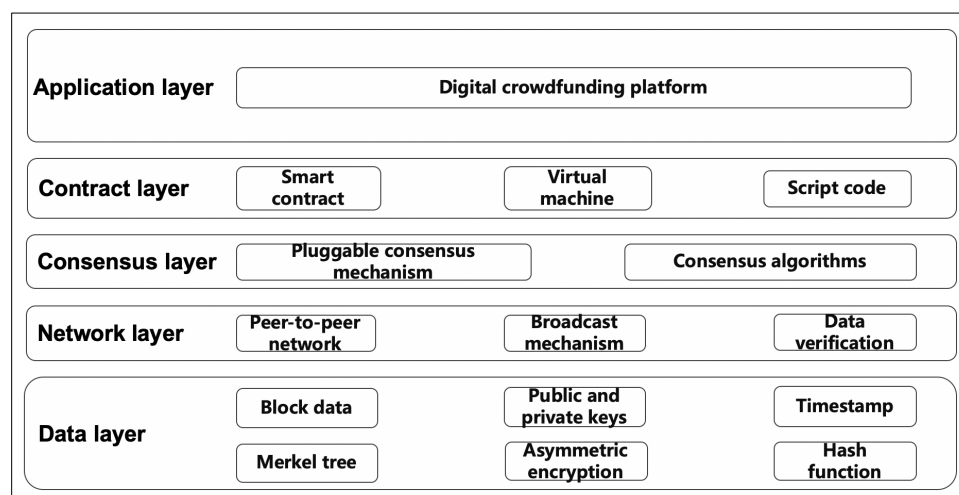 Application layer
Digital crowdfunding platform
Contract layer
Smart
contract
Virtual
machine
Script code
Consensus layer
Pluggable consensus
mechanism
Consensus algorithms
Network layer
Peer-to-peer
network
Broadcast
mechanism
Data
verification
Data layer
Block data
Public and
private keys
Timestamp
Merkel tree
Asymmetric
encryption
Hash
function